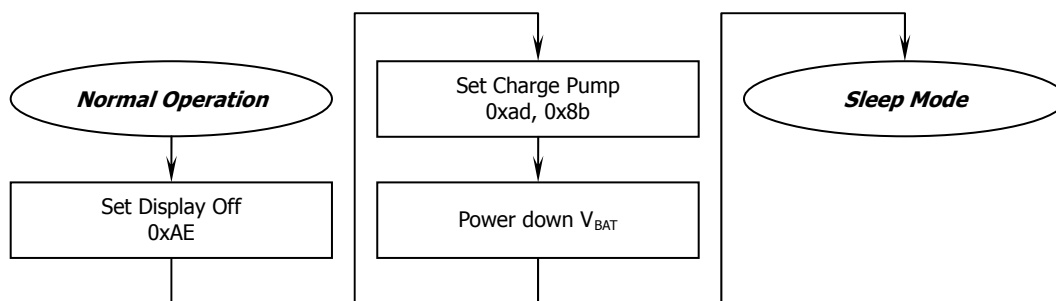 Normal Operation
Set Display Off
0xAE
Set Charge Pump
0xad, 0x8b
Power down VBAT
Sleep Mode